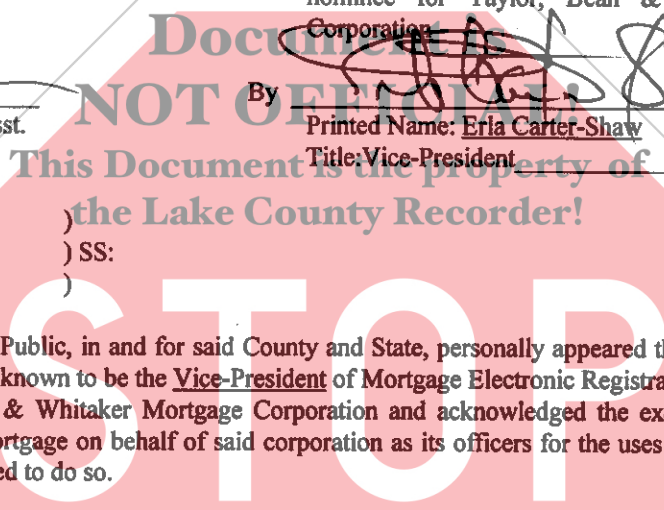 nominee for Taylor, Bean &
Corporation
Document is
NOT OFFICIAL!
This Document is the property of
the Lake County Recorder!
By
sst.
Printed Name: Erla Carter-Shaw
Title: Vice-President
)
) SS:
)
STOP
Public, in and for said County and State, personally appeared th
known to be the Vice-President of Mortgage Electronic Registra
& Whitaker Mortgage Corporation and acknowledged the ex
ortgage on behalf of said corporation as its officers for the uses
ed to do so.